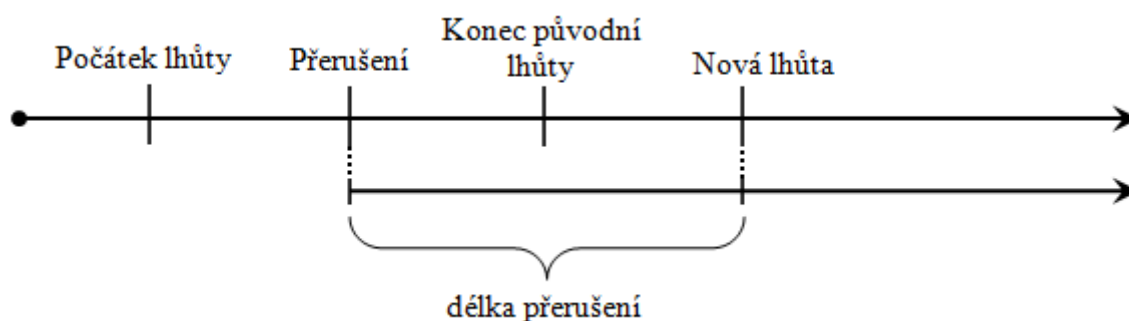 Počátek lhůty
Přerušení
Konec původní
lhůty
Nová lhůta
délka přerušení